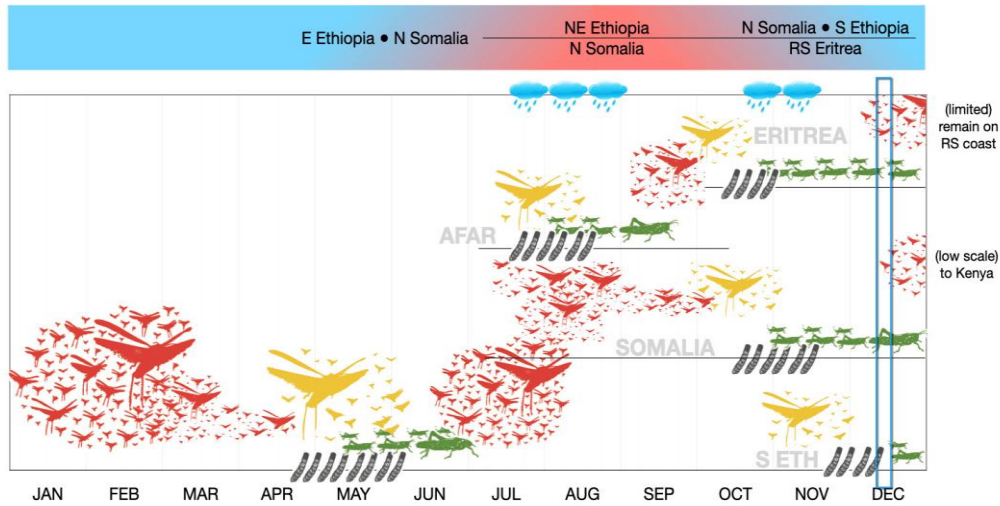 E Ethiopia • N Somalia
NE Ethiopia
N Somalia
N Somalia • S Ethiopia
RS Eritrea
ERITREA
(limited)
remain on
RS coast
AFAR
(low scale)
to Kenya
SOMALIA
S ETH
JAN FEB MAR APR MAY JUN JUL AUG SEP OCT NOV DEC